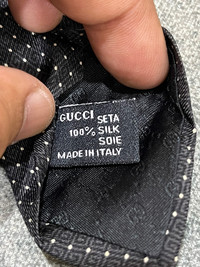 GUCCI SETA
100% SILK
SOIE
MADE IN ITALY